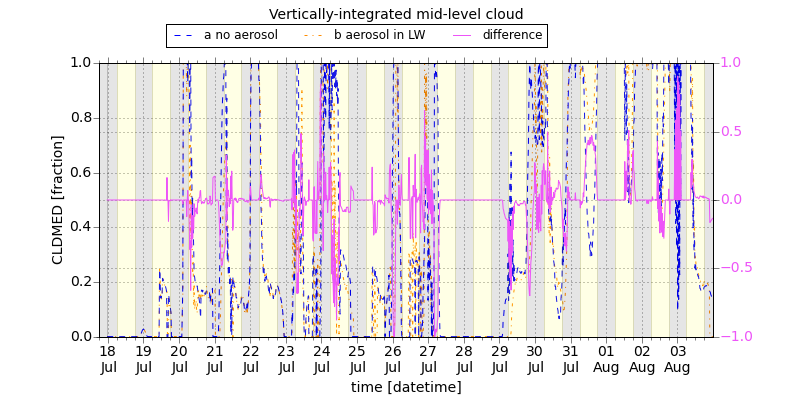 Vertically-integrated mid-level cloud
a no aerosol b aerosol in LW difference
1.0 1.0
0.8 0.5
0.6 0.0
0.4 −0.5
0.2 −1.0
0.0
CLDMED [fraction]
18 19 20 21 22 23 24 25 26 27 28 29 30 31 01 02 03
Jul Jul Jul Jul Jul Jul Jul Jul Jul Jul Jul Jul Jul Jul Aug Aug Aug
time [datetime]